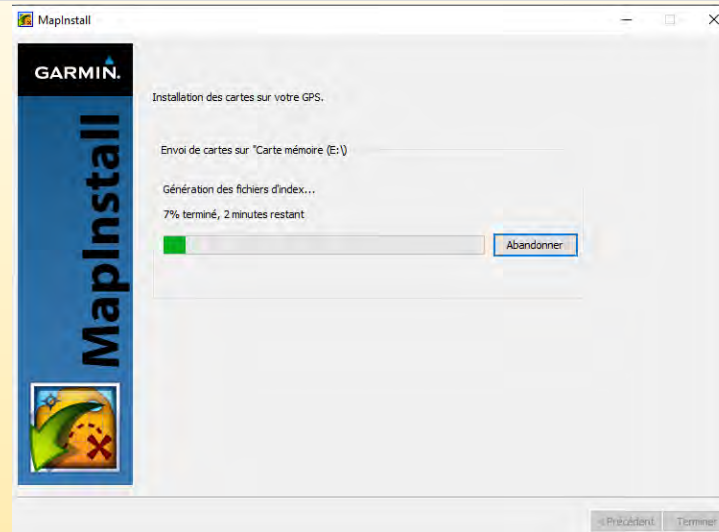 MapInstall
GARMIN.
MapInstall
Installation des cartes sur votre GPS.
Envoi de cartes sur "Carte mémoire (E:\)
Génération des fichiers d'index...
7% terminé, 2 minutes restant
Abandonner
< Précédent
Terminer